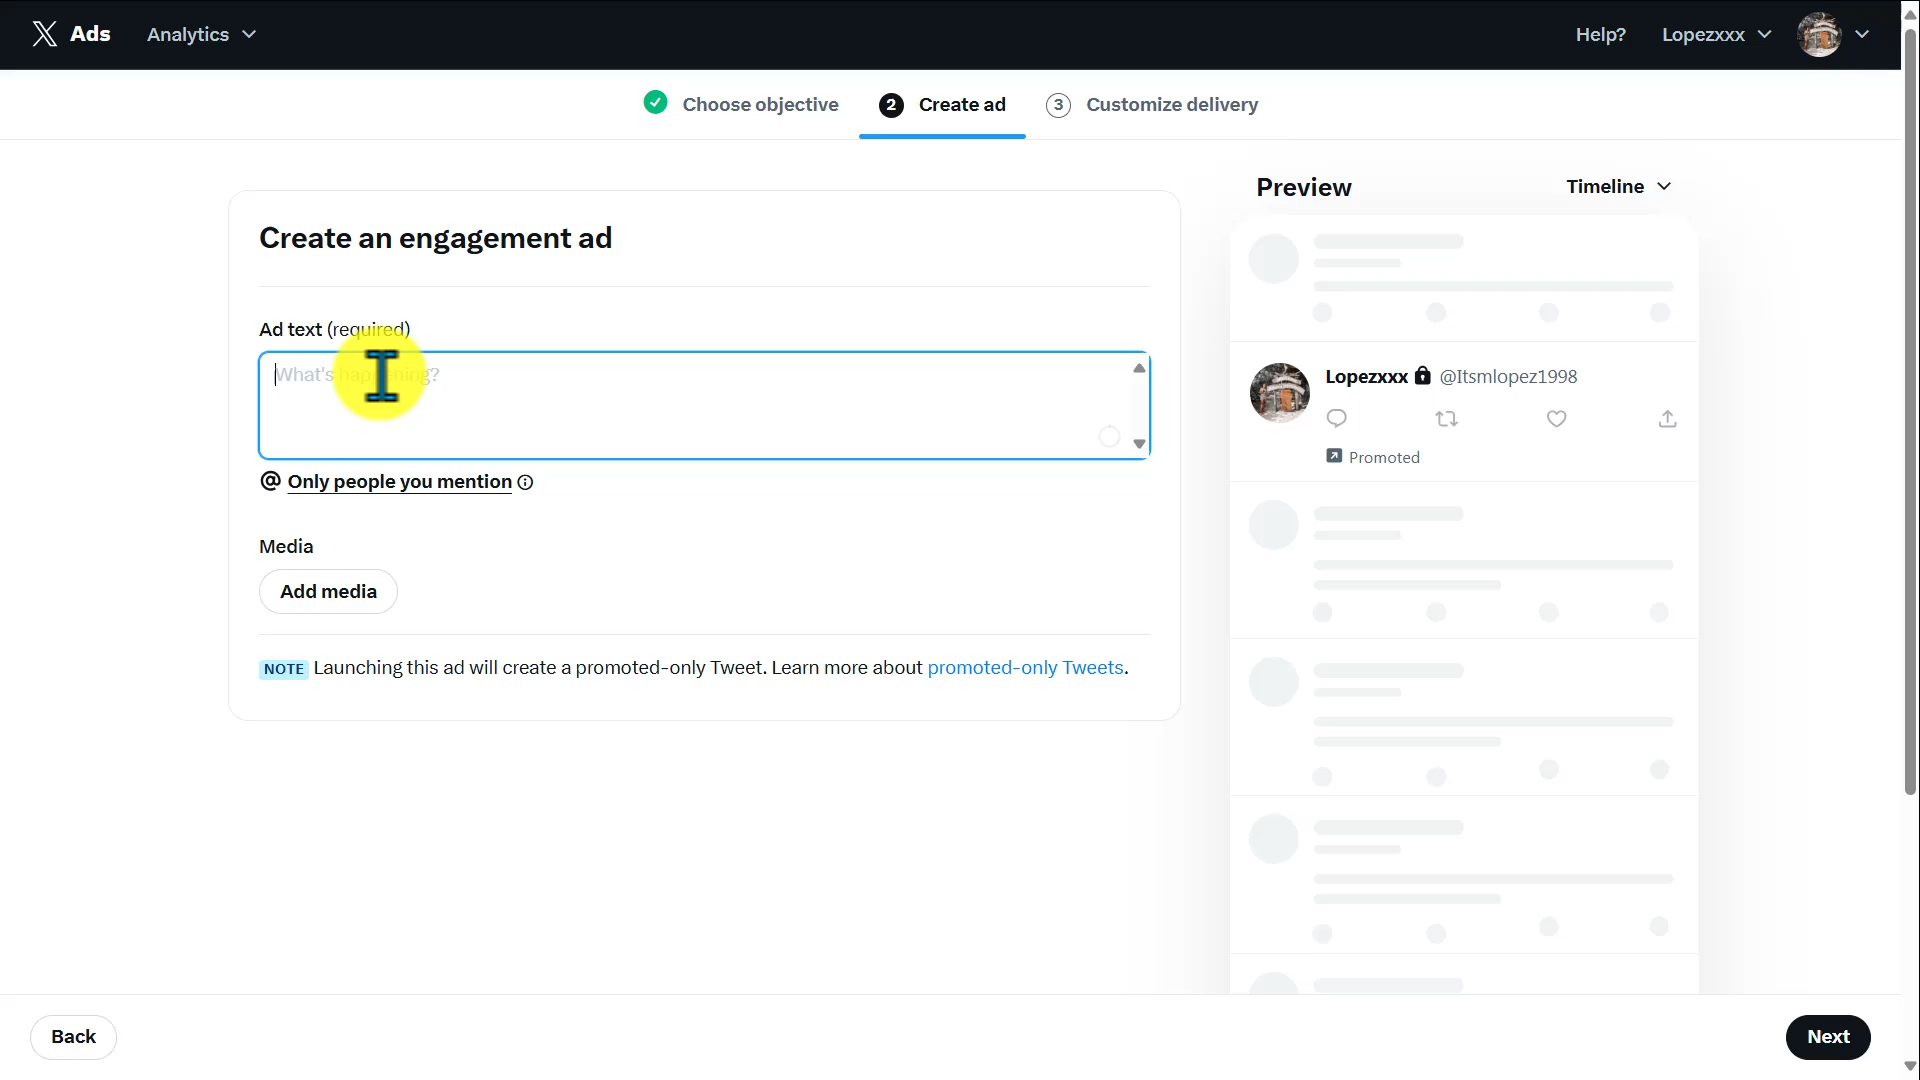 Ads
Analytics
Help?
Lopezxxx
Choose objective
2 Create ad
3 Customize delivery
Create an engagement ad
Ad text (required)
What's happening?
@ Only people you mention
Media
Add media
NOTE Launching this ad will create a promoted-only Tweet. Learn more about promoted-only Tweets.
Preview
Timeline
Lopezxxx @Itsmlopez1998
Promoted
Back
Next